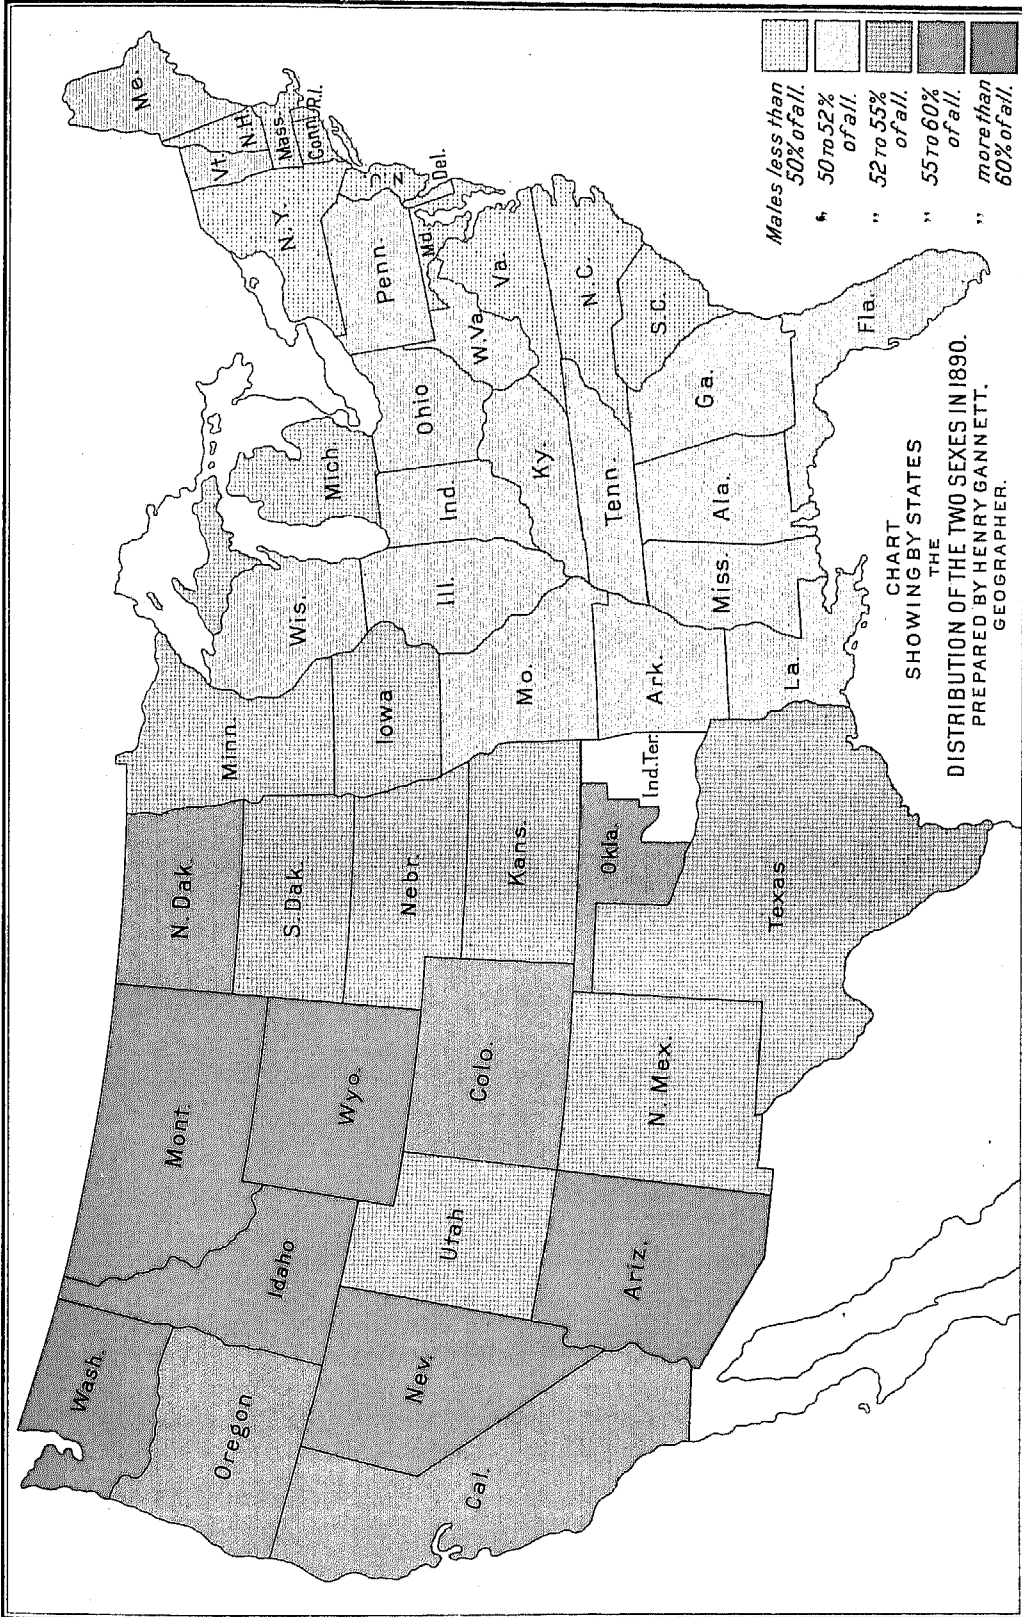 Wash.
Oregon
Cal.
Nev.
Idaho
Mont.
Wyo.
Utah
Colo.
Ariz.
N. Mex.
N. Dak.
S. Dak.
Nebr.
Kans.
Okla.
Ind. Ter.
Texas
Minn.
Iowa
Mo.
Ark.
La.
Wis.
Ill.
Mich.
Ind.
Ohio
Ky.
Tenn.
Miss.
Ala.
Ga.
Fla.
S.C.
N.C.
Va.
W.Va.
Md.
Del.
Penn.
N.J.
N.Y.
Vt.
N.H.
Mass.
Conn.
R.I.
Me.
CHART
SHOWING BY STATES
THE
DISTRIBUTION OF THE TWO SEXES IN 1890.
PREPARED BY HENRY GANNETT.
GEOGRAPHER.
Males less than
50% of all.
" 50 to 52%
of all.
" 52 to 55%
of all.
" 55 to 60%
of all.
" more than
60% of all.